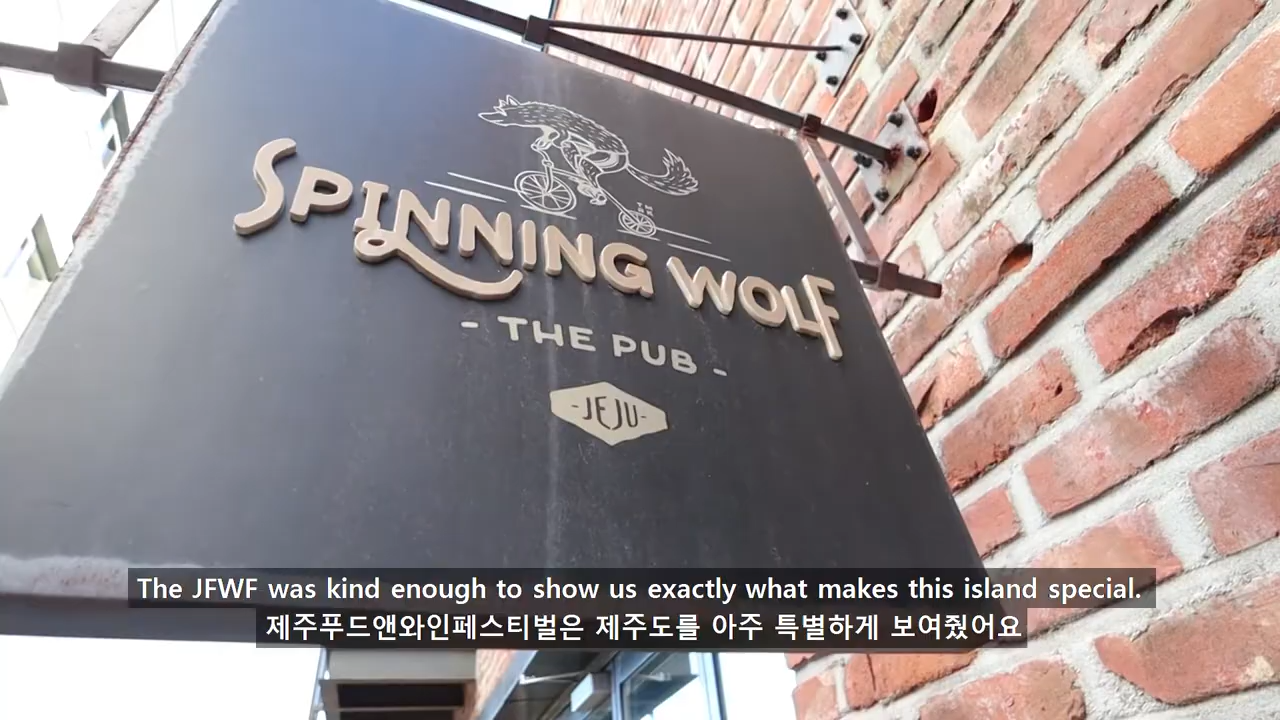 SPINNING WOLF
- THE PUB -
-JEJU-
The JFWF was kind enough to show us exactly what makes this island special.
제주푸드앤와인페스티벌은 제주도를 아주 특별하게 보여줬어요